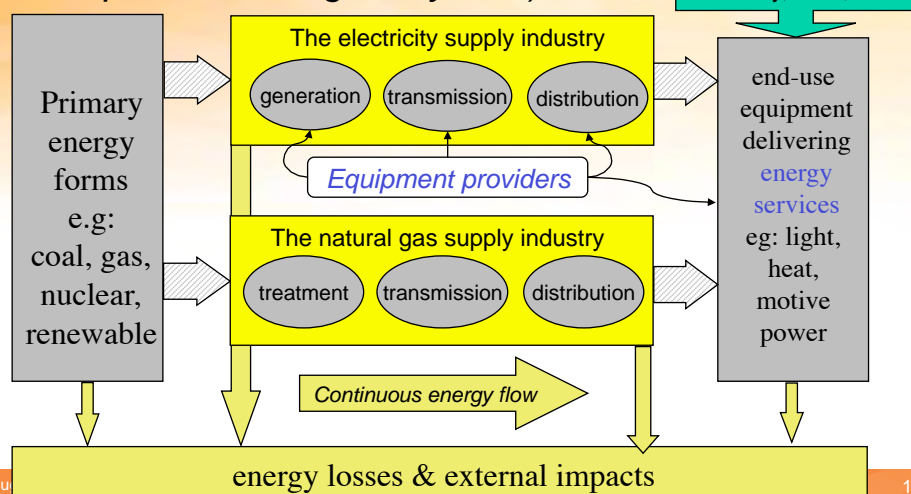 The electricity supply industry
generation
transmission
distribution
Primary
energy
forms
e.g:
coal, gas,
nuclear,
renewable
Equipment providers
The natural gas supply industry
treatment
transmission
distribution
end-use
equipment
delivering
energy
services
eg: light,
heat,
motive
power
Continuous energy flow
energy losses & external impacts
1